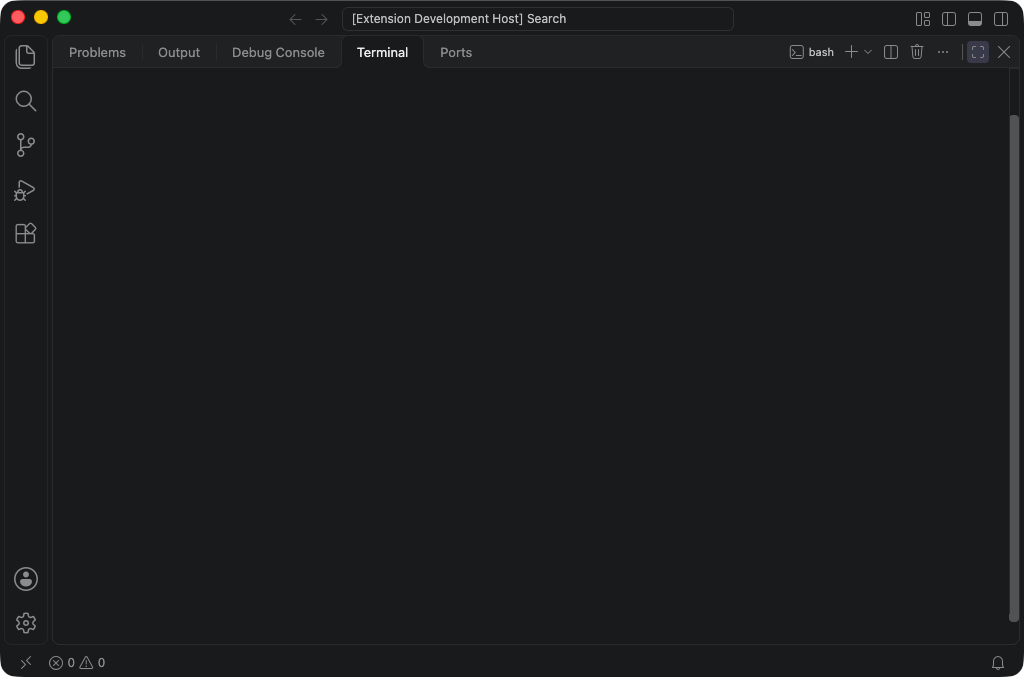 [Extension Development Host] Search
Problems Output Debug Console Terminal Ports bash
0 0